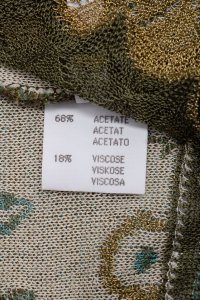 68% ACETATE
ACETAT
ACETATO
18% VISCOSE
VISKOSE
VISCOSA